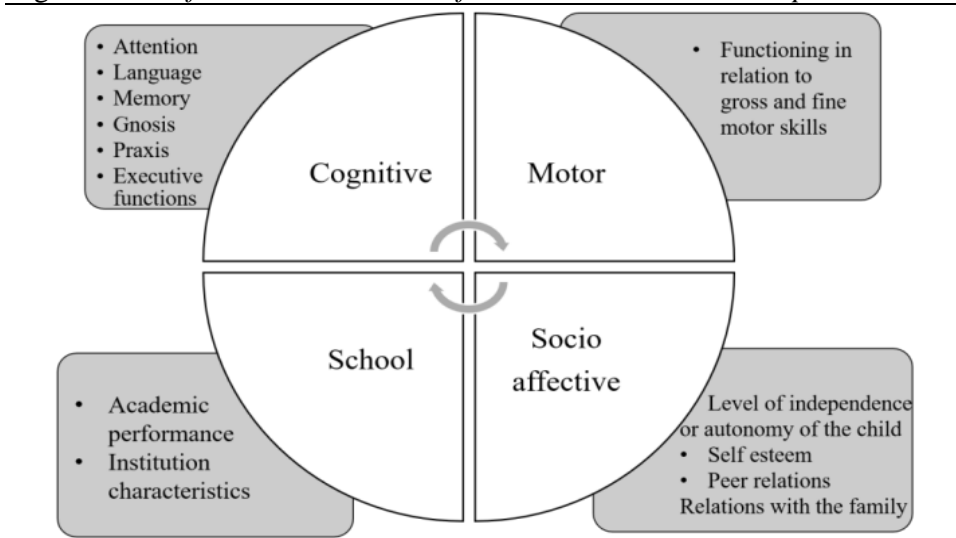 • Attention
• Language
• Memory
• Gnosis
• Praxis
• Executive
functions
Cognitive
Motor
• Functioning in
relation to
gross and fine
motor skills
School
Socio
affective
• Academic
performance
• Institution
characteristics
Level of independence
or autonomy of the child
• Self esteem
• Peer relations
Relations with the family